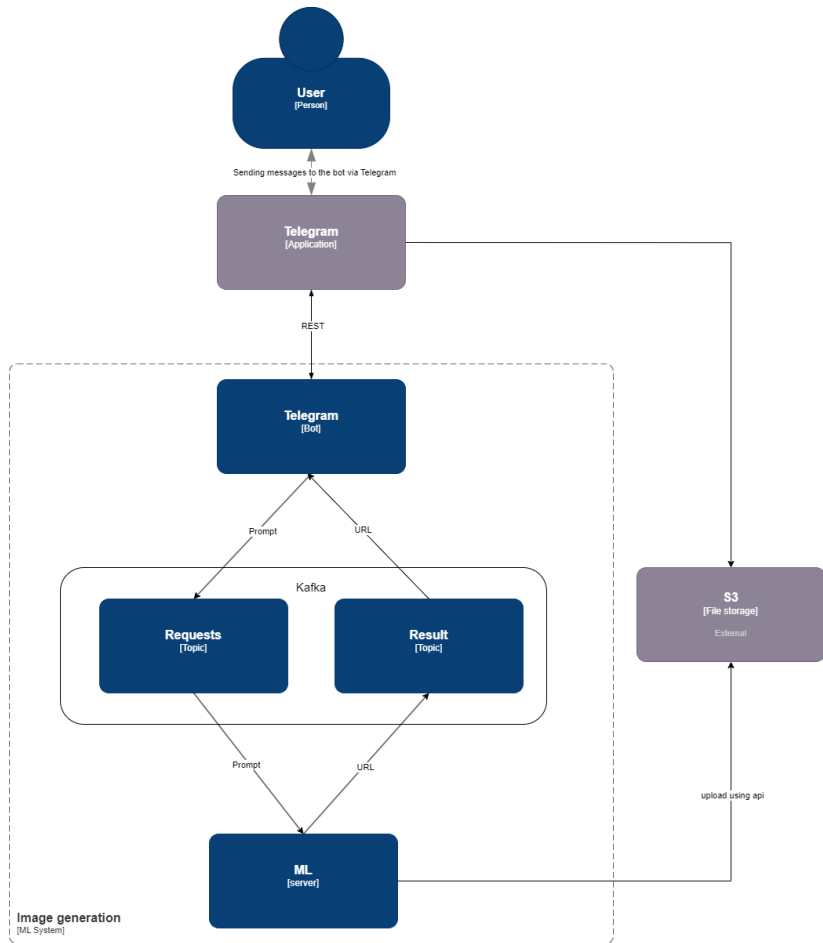 User
[Person]
Sending messages to the bot via Telegram
Telegram
[Application]
REST
Telegram
[Bot]
Prompt
URL
Kafka
Requests
[Topic]
Result
[Topic]
S3
[File storage]
External
Prompt
URL
upload using api
ML
[server]
Image generation
[ML System]